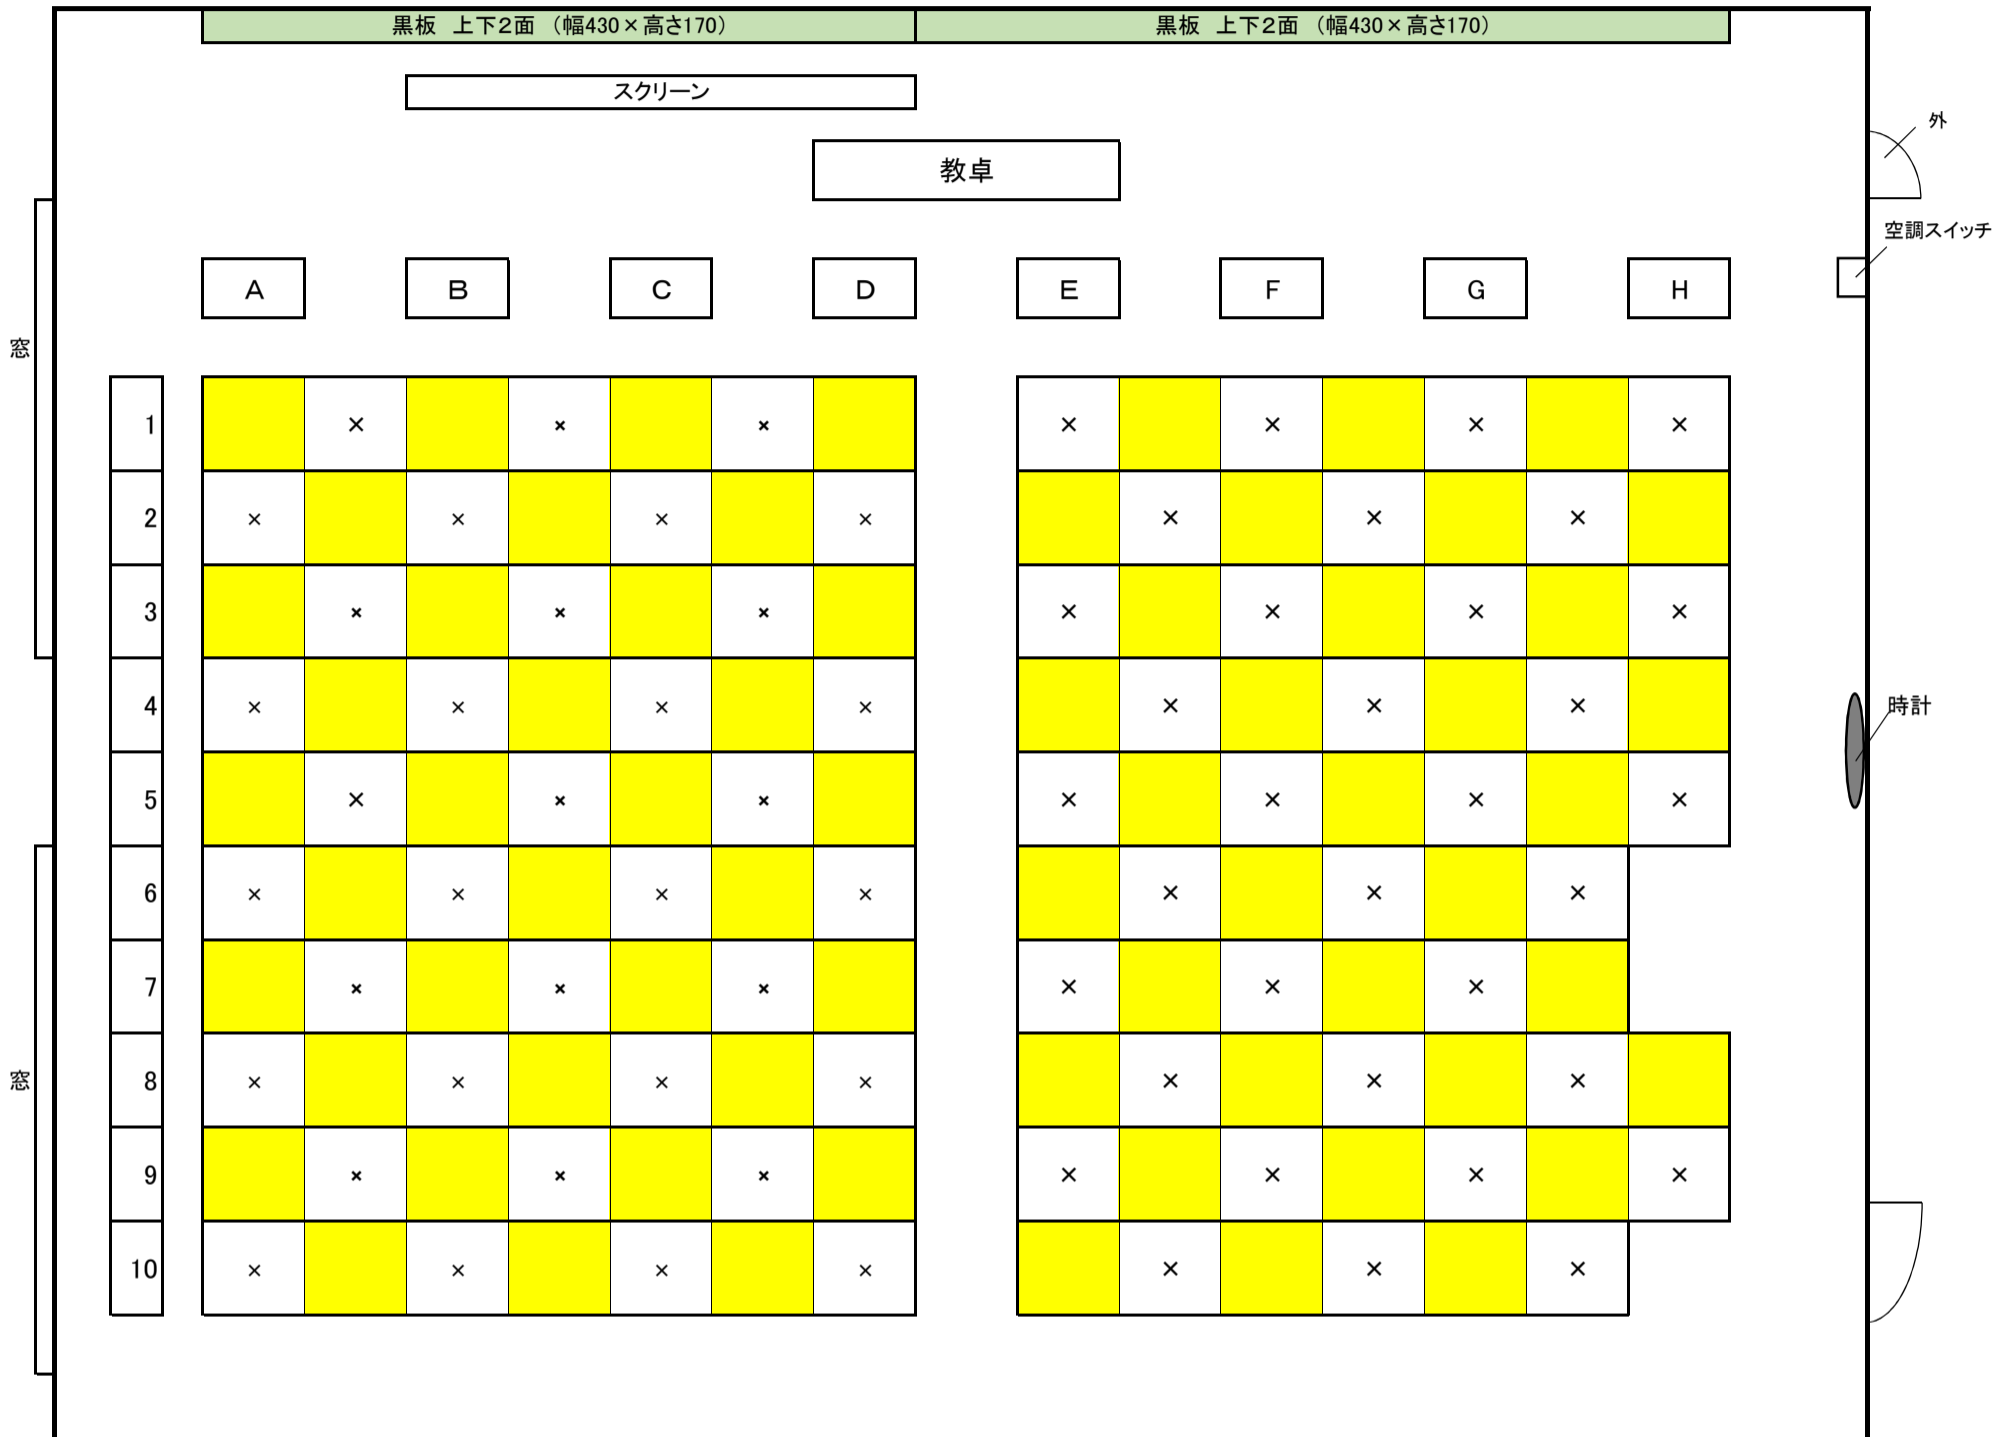 黒板　上下2面　（幅430×高さ170）
黒板　上下2面　（幅430×高さ170）
スクリーン
教卓
外
空調スイッチ
A B C D E F G H
窓
1 × × × × × × ×
2 × × × × × × ×
3 × × × × × × ×
4 × × × × × × ×
時計
5 × × × × × × ×
6 × × × × × × ×
7 × × × × × ×
窓
8 × × × × × × ×
9 × × × × × × ×
10 × × × × × × ×